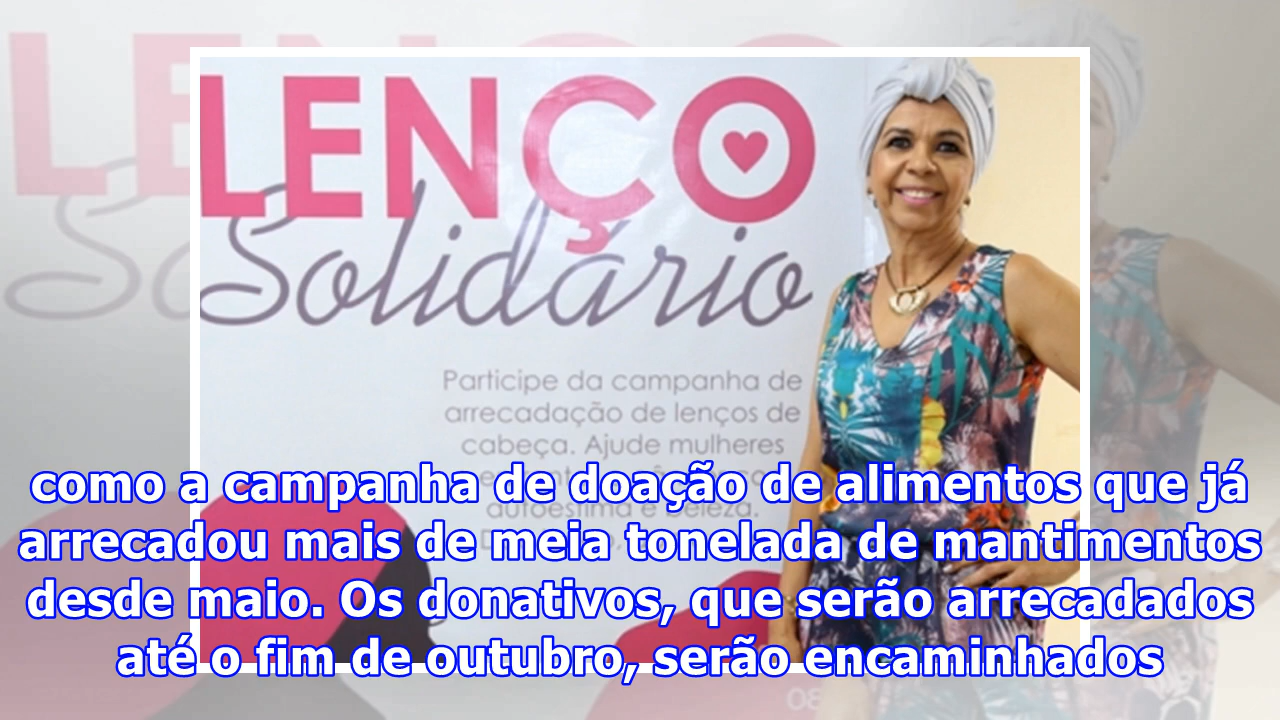 LENÇO
Solidário
Participe da campanha de
arrecadação de lenços de
cabeça. Ajude mulheres
autoestima e beleza.
como a campanha de doação de alimentos que já
arrecadou mais de meia tonelada de mantimentos
desde maio. Os donativos, que serão arrecadados
até o fim de outubro, serão encaminhados